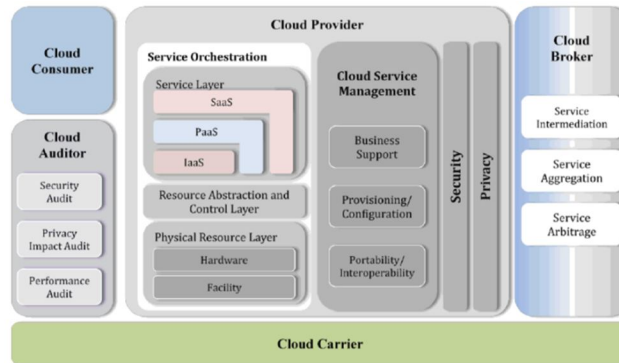 Cloud
Consumer
Cloud
Auditor
Security
Audit
Privacy
Impact Audit
Performance
Audit
Cloud Provider
Service Orchestration
Service Layer
SaaS
PaaS
IaaS
Resource Abstraction and
Control Layer
Physical Resource Layer
Hardware
Facility
Cloud Service
Management
Business
Support
Provisioning/
Configuration
Portability/
Interoperability
Security
Privacy
Cloud
Broker
Service
Intermediation
Service
Aggregation
Service
Arbitrage
Cloud Carrier